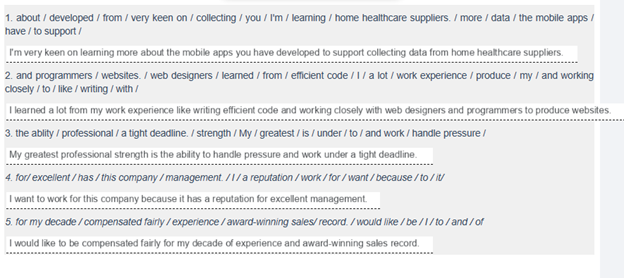 1. about / developed / from / very keen on / collecting / you / I'm / learning / home healthcare suppliers. / more / data / the mobile apps /
have / to support /
I'm very keen on learning more about the mobile apps you have developed to support collecting data from home healthcare suppliers.
2. and programmers / websites. / web designers / learned / from / efficient code / I / a lot / work experience / produce / my / and working
closely / to / like / writing / with /
I learned a lot from my work experience like writing efficient code and working closely with web designers and programmers to produce websites.
3. the ablity / professional / a tight deadline. / strength / My / greatest / is / under / to / and work / handle pressure /
My greatest professional strength is the ability to handle pressure and work under a tight deadline.
4. for/ excellent / has / this company / management. / I / a reputation / work / for / want / because / to / it/
I want to work for this company because it has a reputation for excellent management.
5. for my decade / compensated fairly / experience / award-winning sales/ record. / would like / be / I / to / and / of
I would like to be compensated fairly for my decade of experience and award-winning sales record.